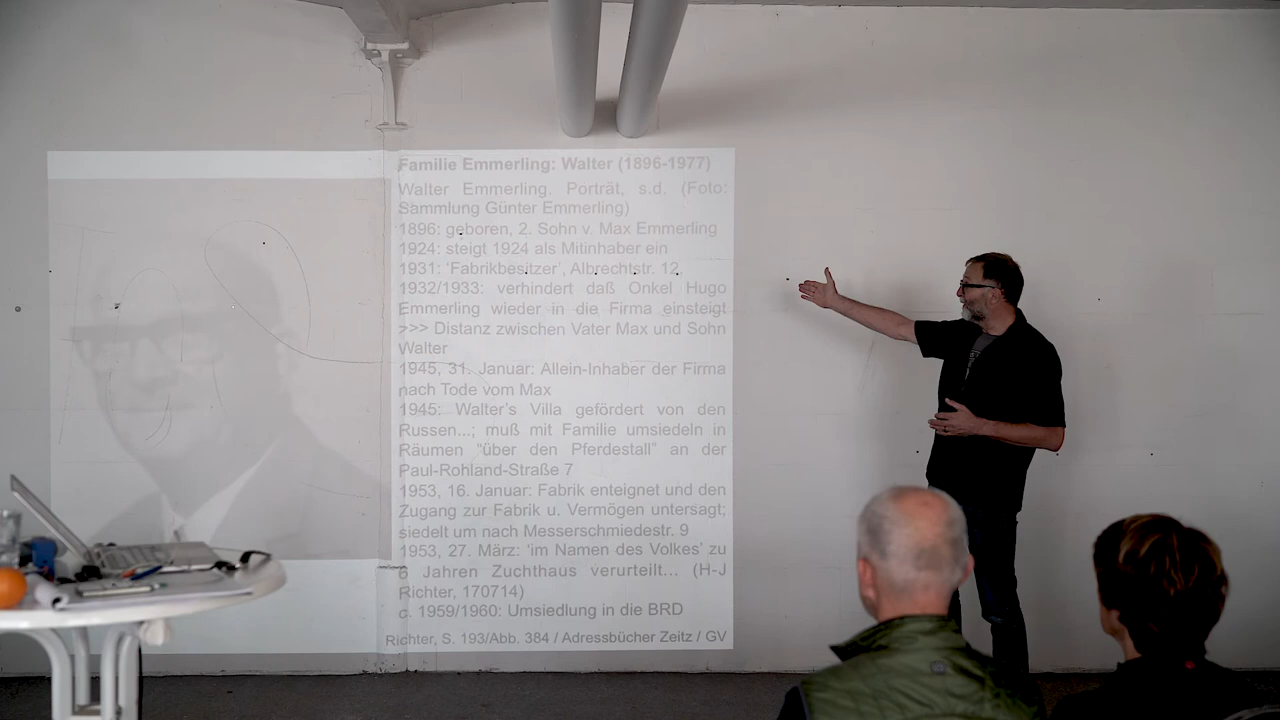 Familie Emmerling: Walter (1896-1977)
Walter Emmerling. Porträt, s.d. (Foto:
Sammlung Günter Emmerling)
1896: geboren, 2. Sohn v. Max Emmerling
1924: steigt 1924 als Mitinhaber ein
1931: 'Fabrikbesitzer', Albrechtstr. 12,
1932/1933: verhindert daß Onkel Hugo
Emmerling wieder in die Firma einsteigt
>>> Distanz zwischen Vater Max und Sohn
Walter
1945, 31. Januar: Allein-Inhaber der Firma
nach Tode vom Max
1945: Walter's Villa gefördert von den
Russen...; muß mit Familie umsiedeln in
Räumen "über den Pferdestall" an der
Paul-Rohland-Straße 7
1953, 16. Januar: Fabrik enteignet und den
Zugang zur Fabrik u. Vermögen untersagt;
siedelt um nach Messerschmiedestr. 9
1953, 27. März: 'im Namen des Volkes' zu
6 Jahren Zuchthaus verurteilt... (H-J
Richter, 170714)
c. 1959/1960: Umsiedlung in die BRD
Richter, S. 193/Abb. 384 / Adressbücher Zeitz / GV